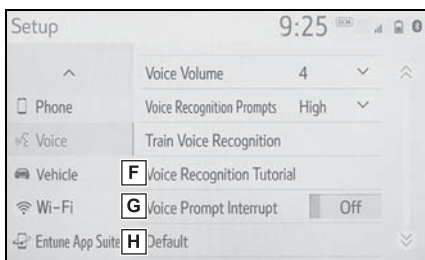 Setup 9:25 DCM
Voice Volume 4
Phone Voice Recognition Prompts High
Voice Train Voice Recognition
Vehicle F Voice Recognition Tutorial
Wi-Fi G Voice Prompt Interrupt Off
Entune App Suite H Default